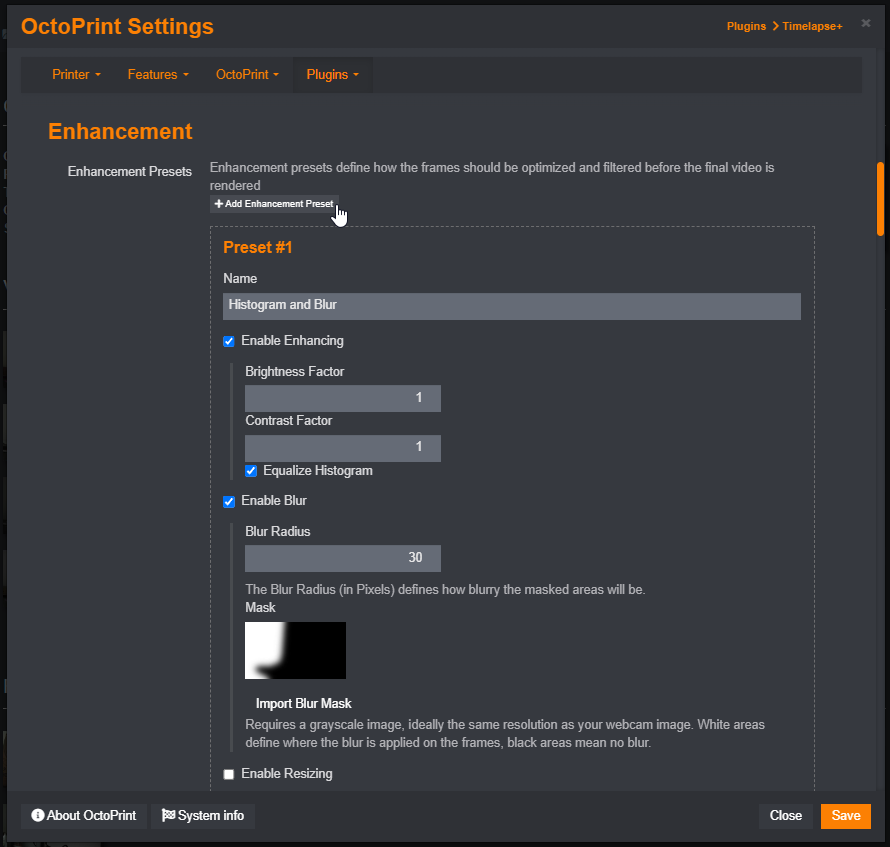 OctoPrint Settings
Plugins > Timelapse+ ×
Printer Features OctoPrint Plugins
Enhancement
Enhancement Presets
Enhancement presets define how the frames should be optimized and filtered before the final video is
rendered
Add Enhancement Preset
Preset #1
Name
Histogram and Blur
Enable Enhancing
Brightness Factor
1
Contrast Factor
1
Equalize Histogram
Enable Blur
Blur Radius
30
The Blur Radius (in Pixels) defines how blurry the masked areas will be.
Mask
Import Blur Mask
Requires a grayscale image, ideally the same resolution as your webcam image. White areas
define where the blur is applied on the frames, black areas mean no blur.
Enable Resizing
About OctoPrint System info Close Save